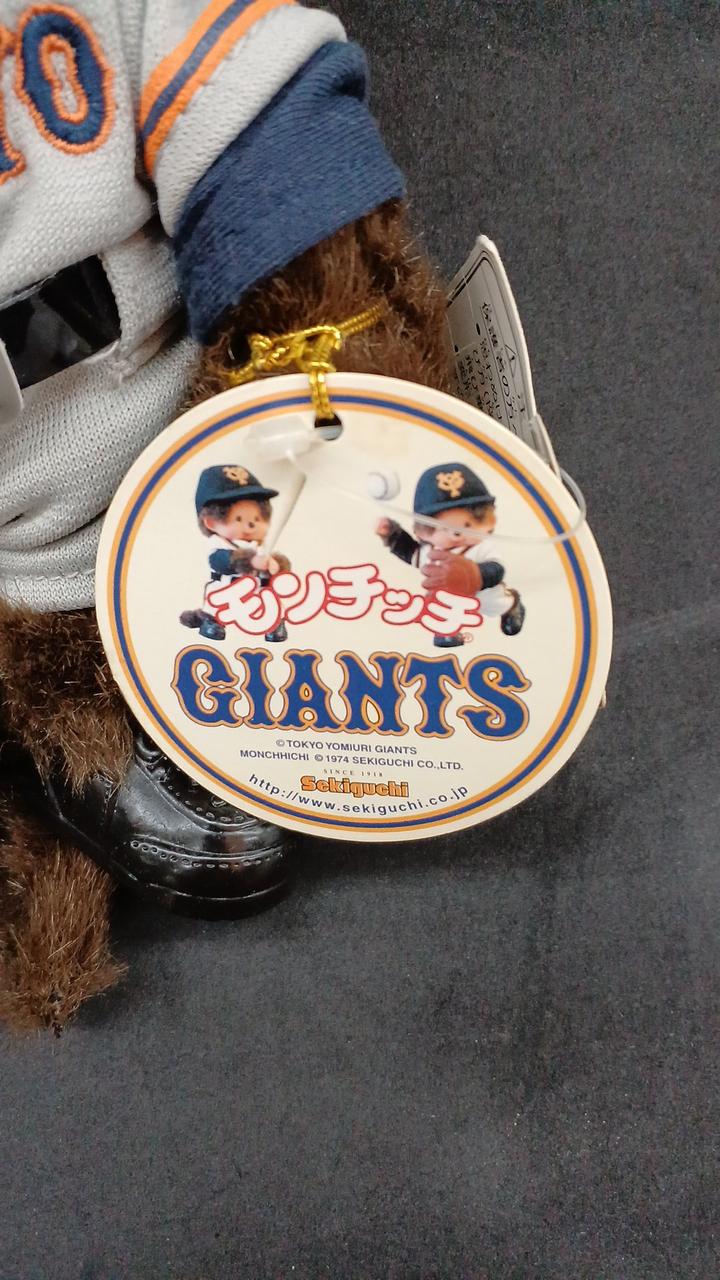 YO
モンチッチ®
GIANTS
© TOKYO YOMIURI GIANTS
MONCHHICHI © 1974 SEKIGUCHI CO.,LTD.
SINCE 1918
Sekiguchi
http://www.sekiguchi.co.jp